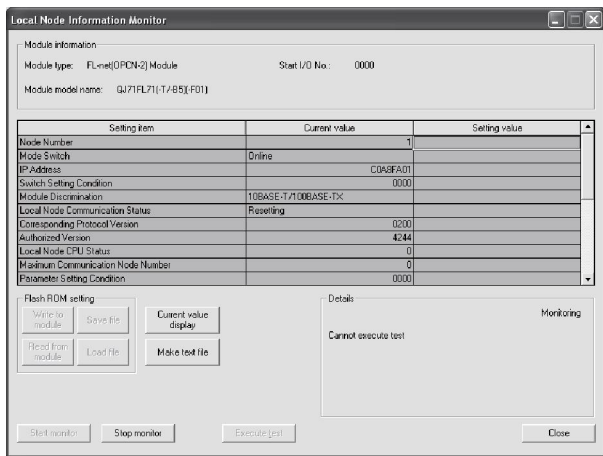 Local Node Information Monitor
Module information
Module type: FL-net(OPCN-2) Module Start I/O No.: 0000
Module model name: QJ71FL71(-T/-B5)(-F01)
Setting item Current value Setting value
Node Number 1
Mode Switch Online
IP Address C0A8FA01
Switch Setting Condition 0000
Module Discrimination 10BASE-T/100BASE-TX
Local Node Communication Status Resetting
Corresponding Protocol Version 0200
Authorized Version 4244
Local Node CPU Status 0
Maximum Communication Node Number 0
Parameter Setting Condition 0000
Flash ROM setting
Write to module
Save file
Current value display
Read from module
Load file
Make text file
Details
Monitoring
Cannot execute test
Start monitor
Stop monitor
Execute test
Close